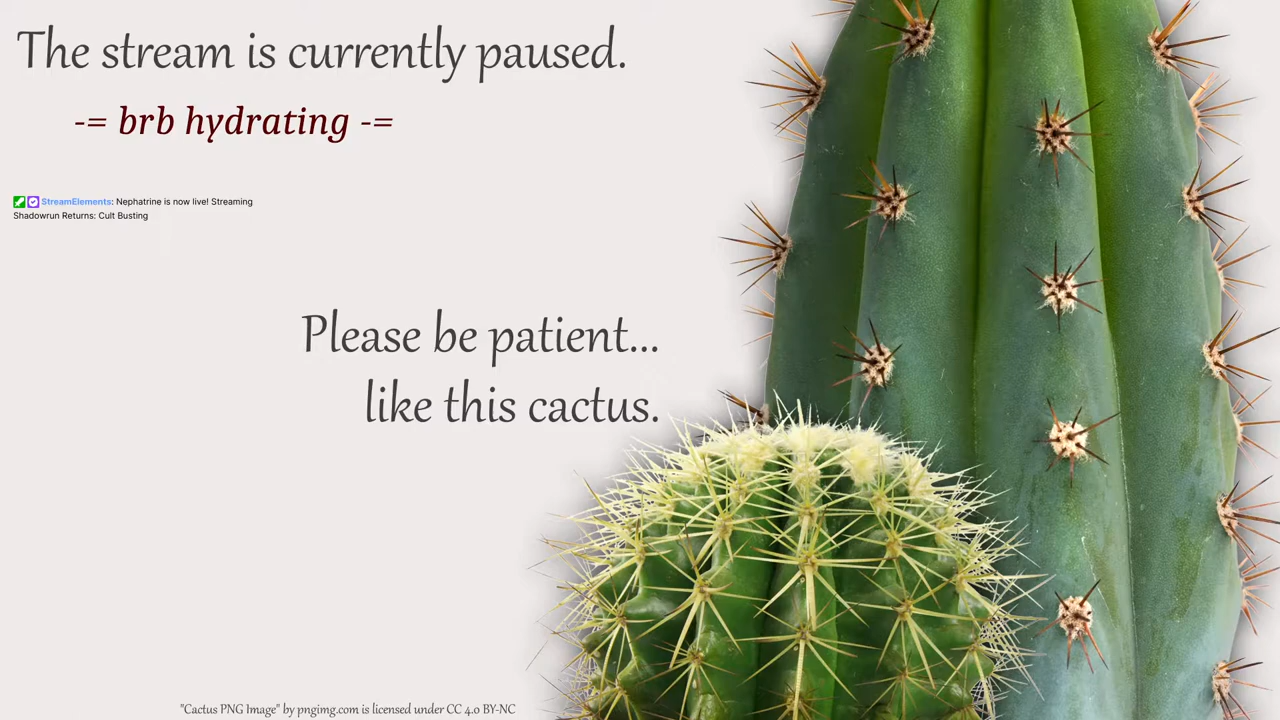 The stream is currently paused.
-= brb hydrating -=
StreamElements: Nephatrine is now live! Streaming
Shadowrun Returns: Cult Busting
Please be patient...
like this cactus.
"Cactus PNG Image" by pngimg.com is licensed under CC 4.0 BY-NC